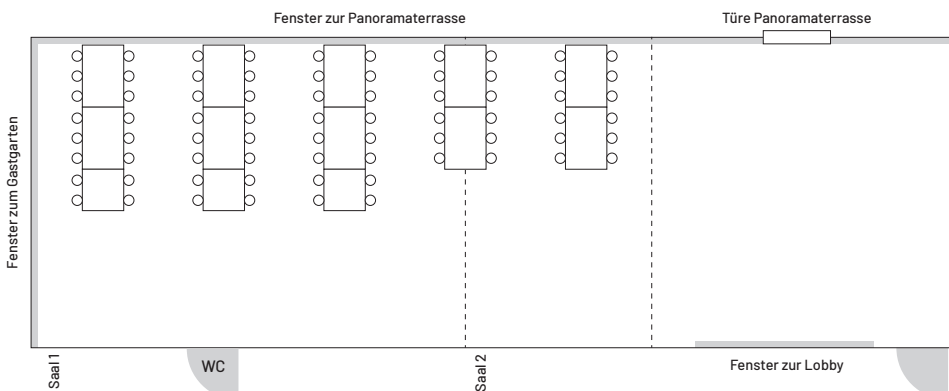 Fenster zur Panoramaterrasse
Türe Panoramaterrasse
Fenster zum Gastgarten
Saal 1
WC
Saal 2
Fenster zur Lobby